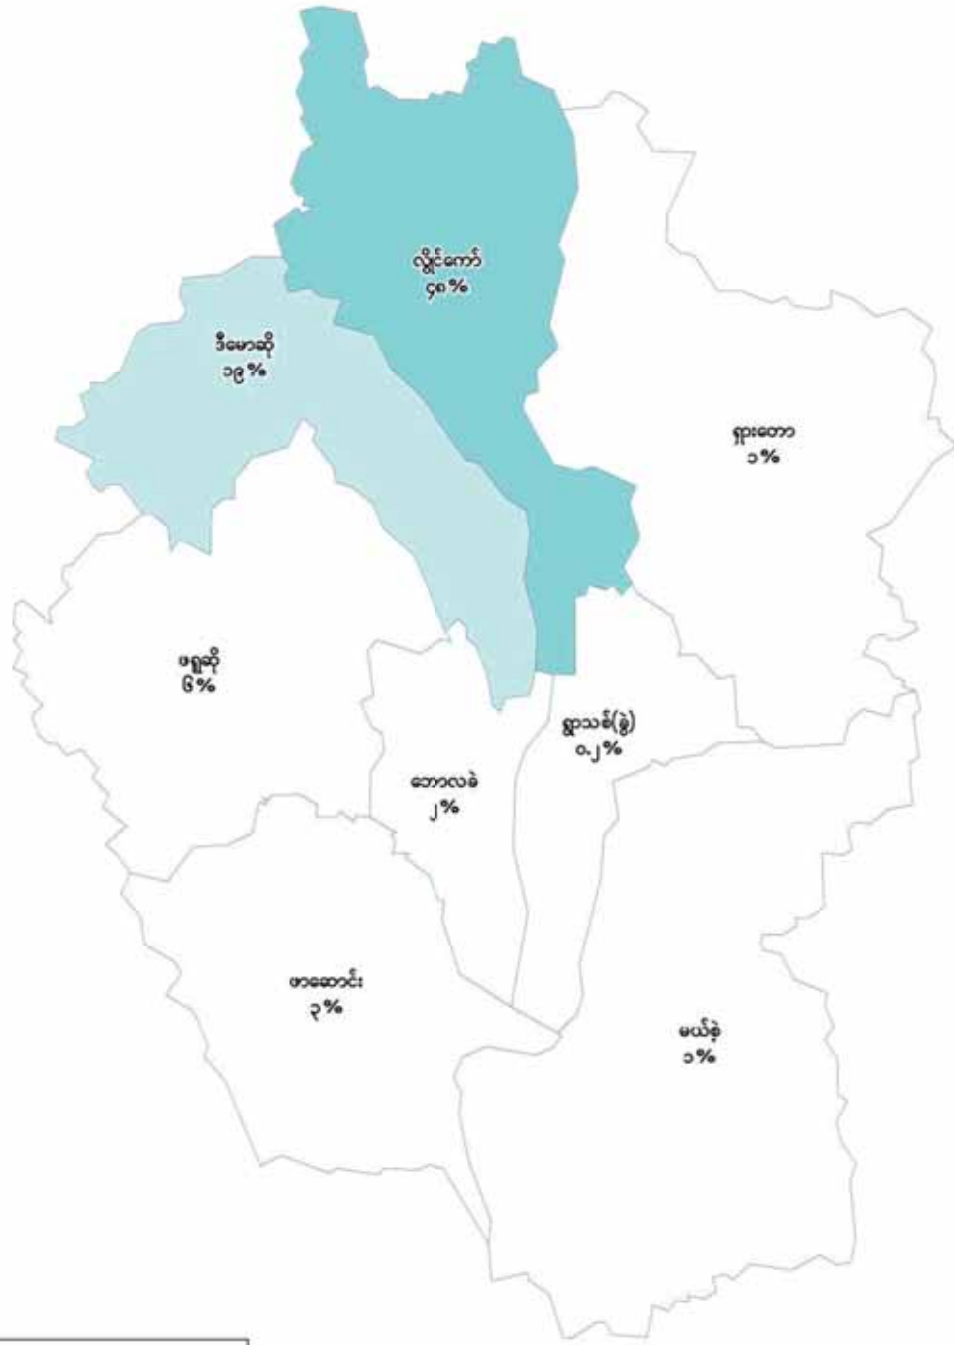 လွိုင်ကော်
၄၈%
ဒီမောဆို
၁၉%
ရှားတော
၁%
ဖရူဆို
၆%
ရွာသစ်(ခွဲ)
၀.၂%
ဘောလခဲ
၂%
ဖာဆောင်း
၃%
မယ်စဲ့
၁%